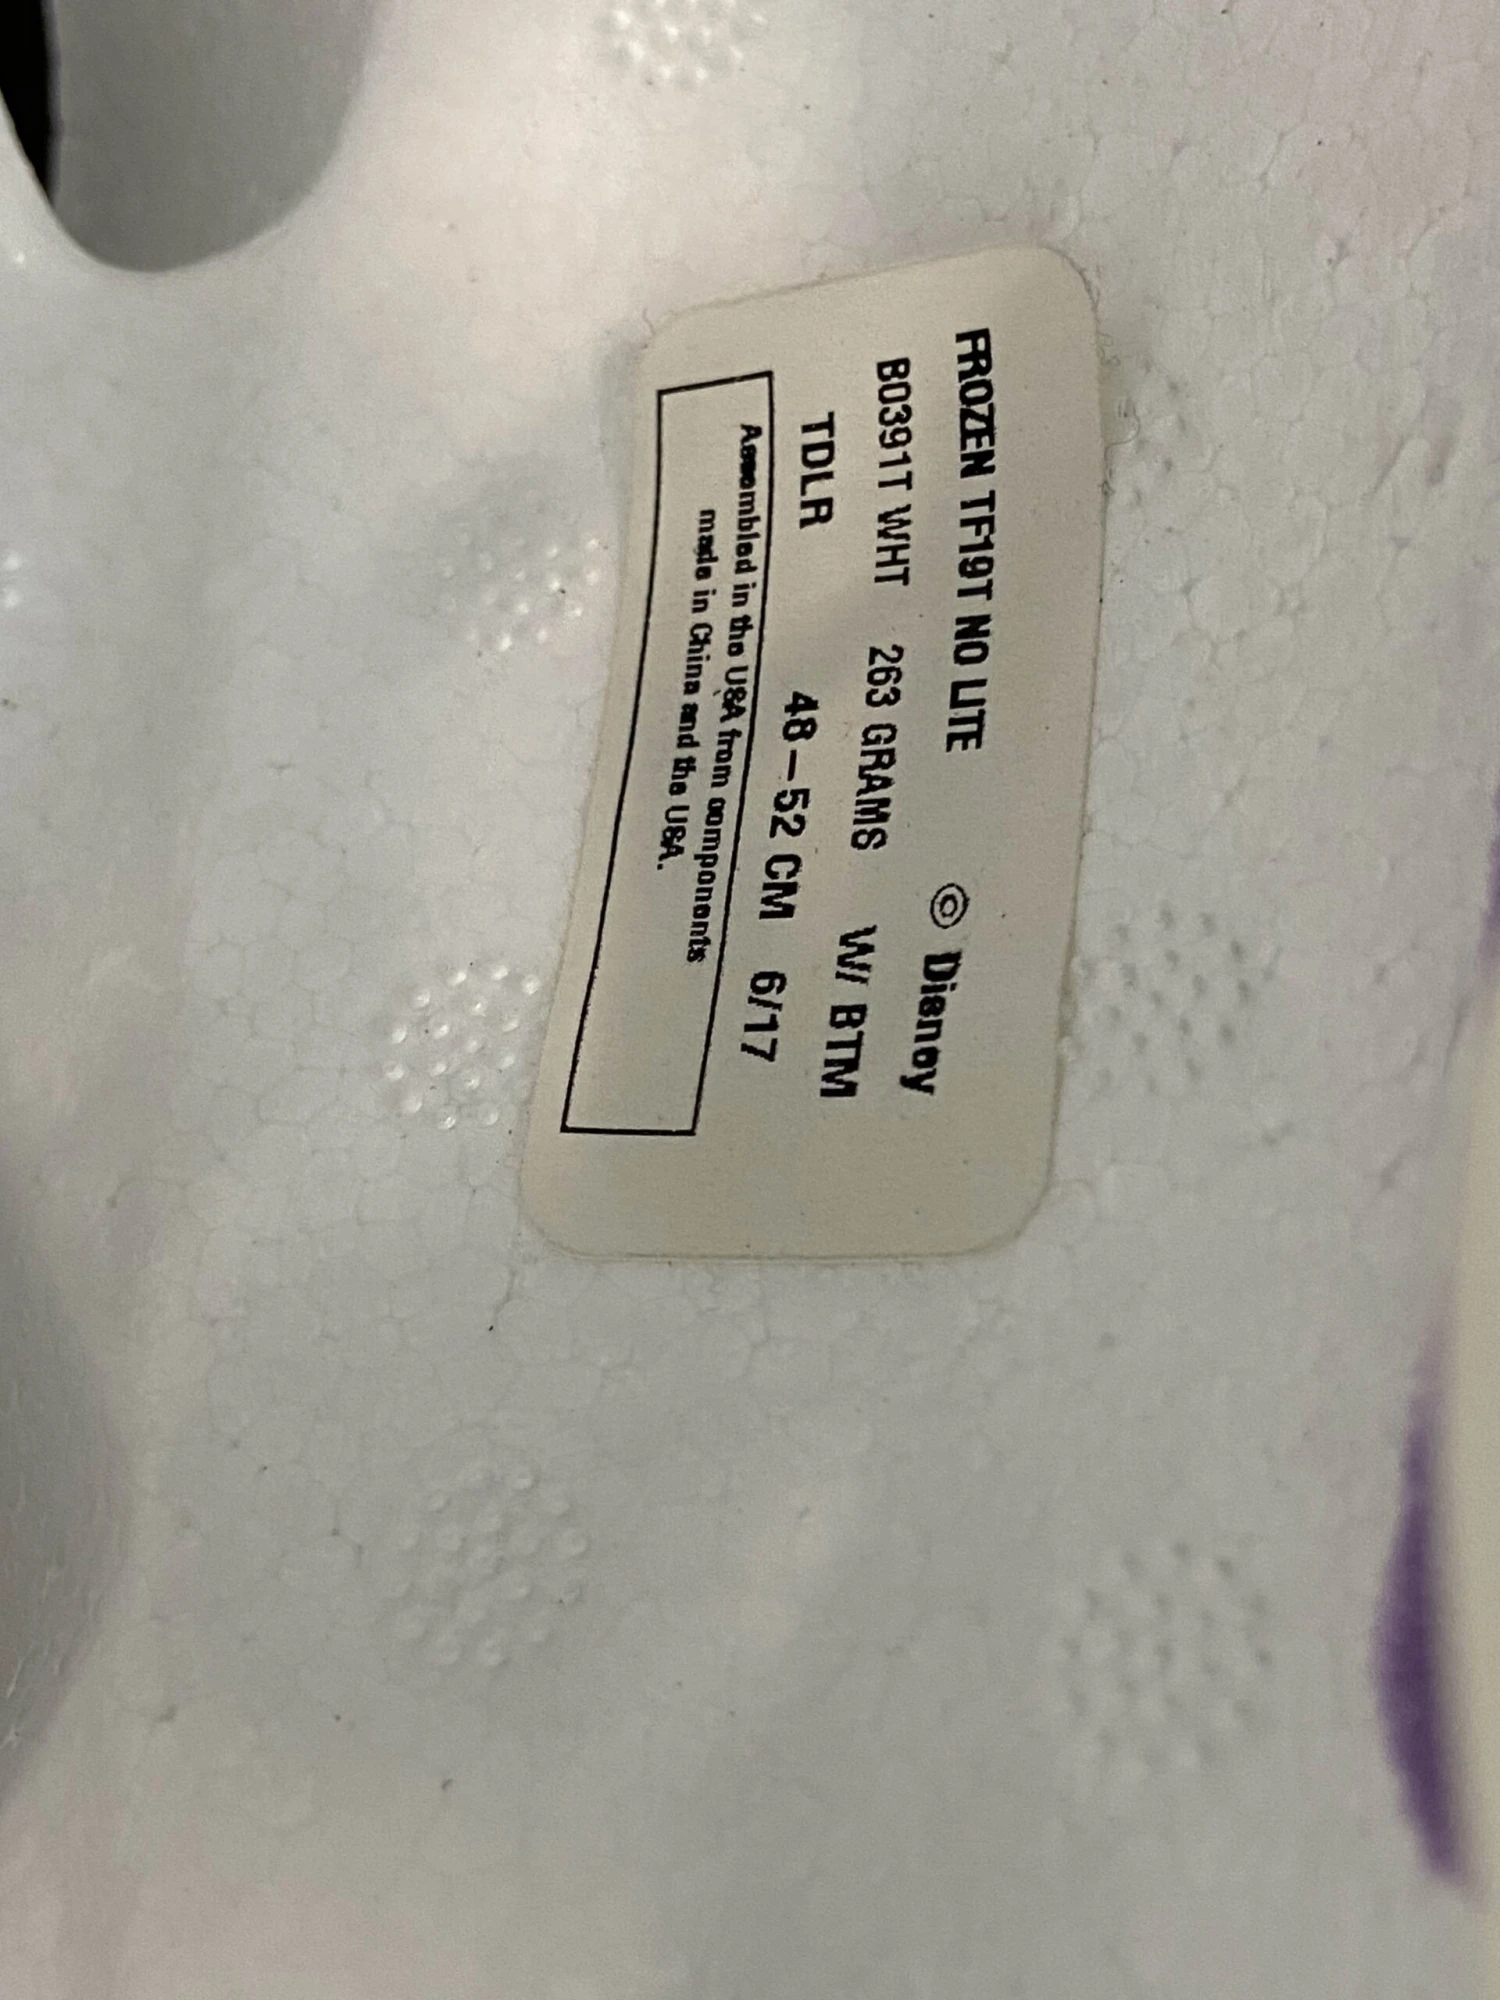 FROZEN TF19T NO LITE © Disney
B0391T WHT 263 GRAMS W/ BTM
TDLR 48-52 CM 6/17
Assembled in the USA from components
made in China and the USA.